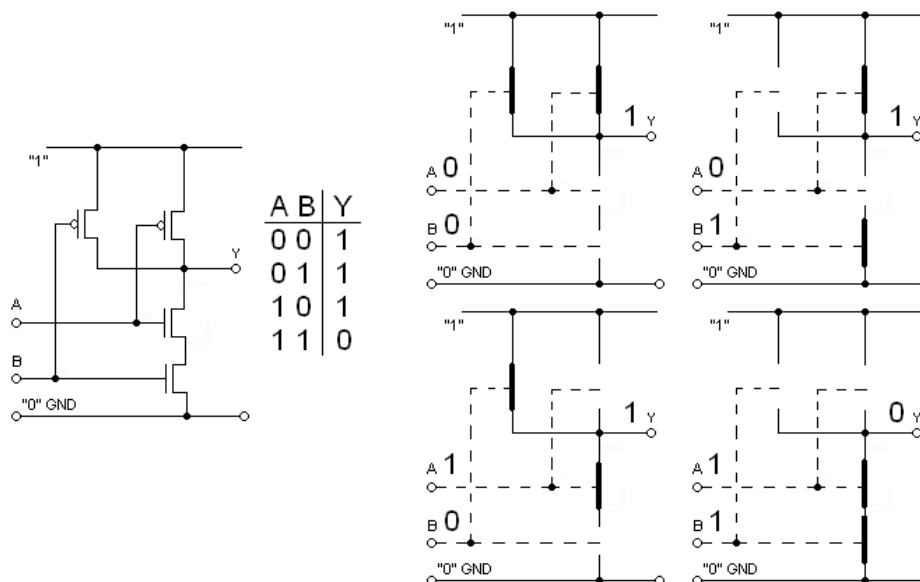 "1"
Y
A
B
"0" GND
A B Y
0 0 1
0 1 1
1 0 1
1 1 0
"1"
1 Y
A 0
B 0
"0" GND
"1"
1 Y
A 0
B 1
"0" GND
"1"
1 Y
A 1
B 0
"0" GND
"1"
0 Y
A 1
B 1
"0" GND